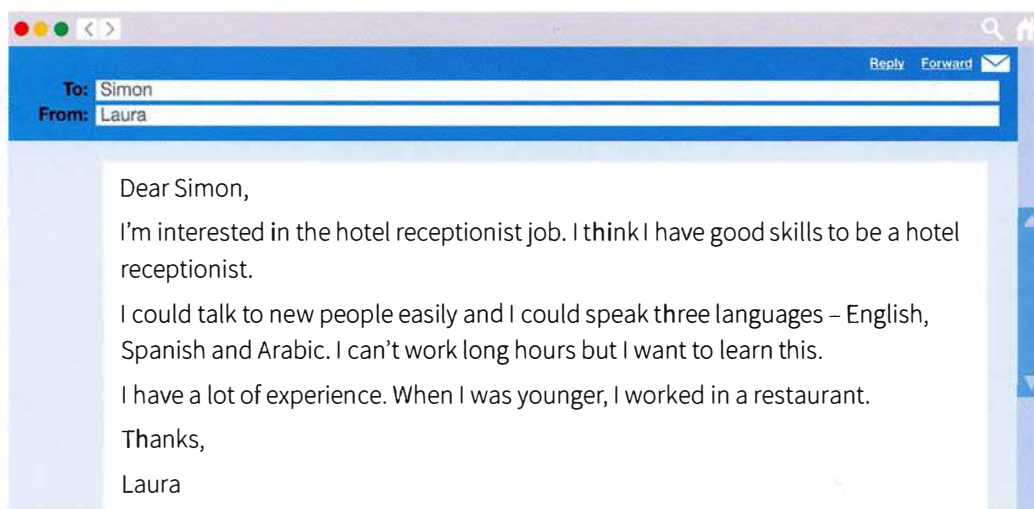 Reply Forward
To: Simon
From: Laura
Dear Simon,
I'm interested in the hotel receptionist job. I think I have good skills to be a hotel
receptionist.
I could talk to new people easily and I could speak three languages – English,
Spanish and Arabic. I can't work long hours but I want to learn this.
I have a lot of experience. When I was younger, I worked in a restaurant.
Thanks,
Laura